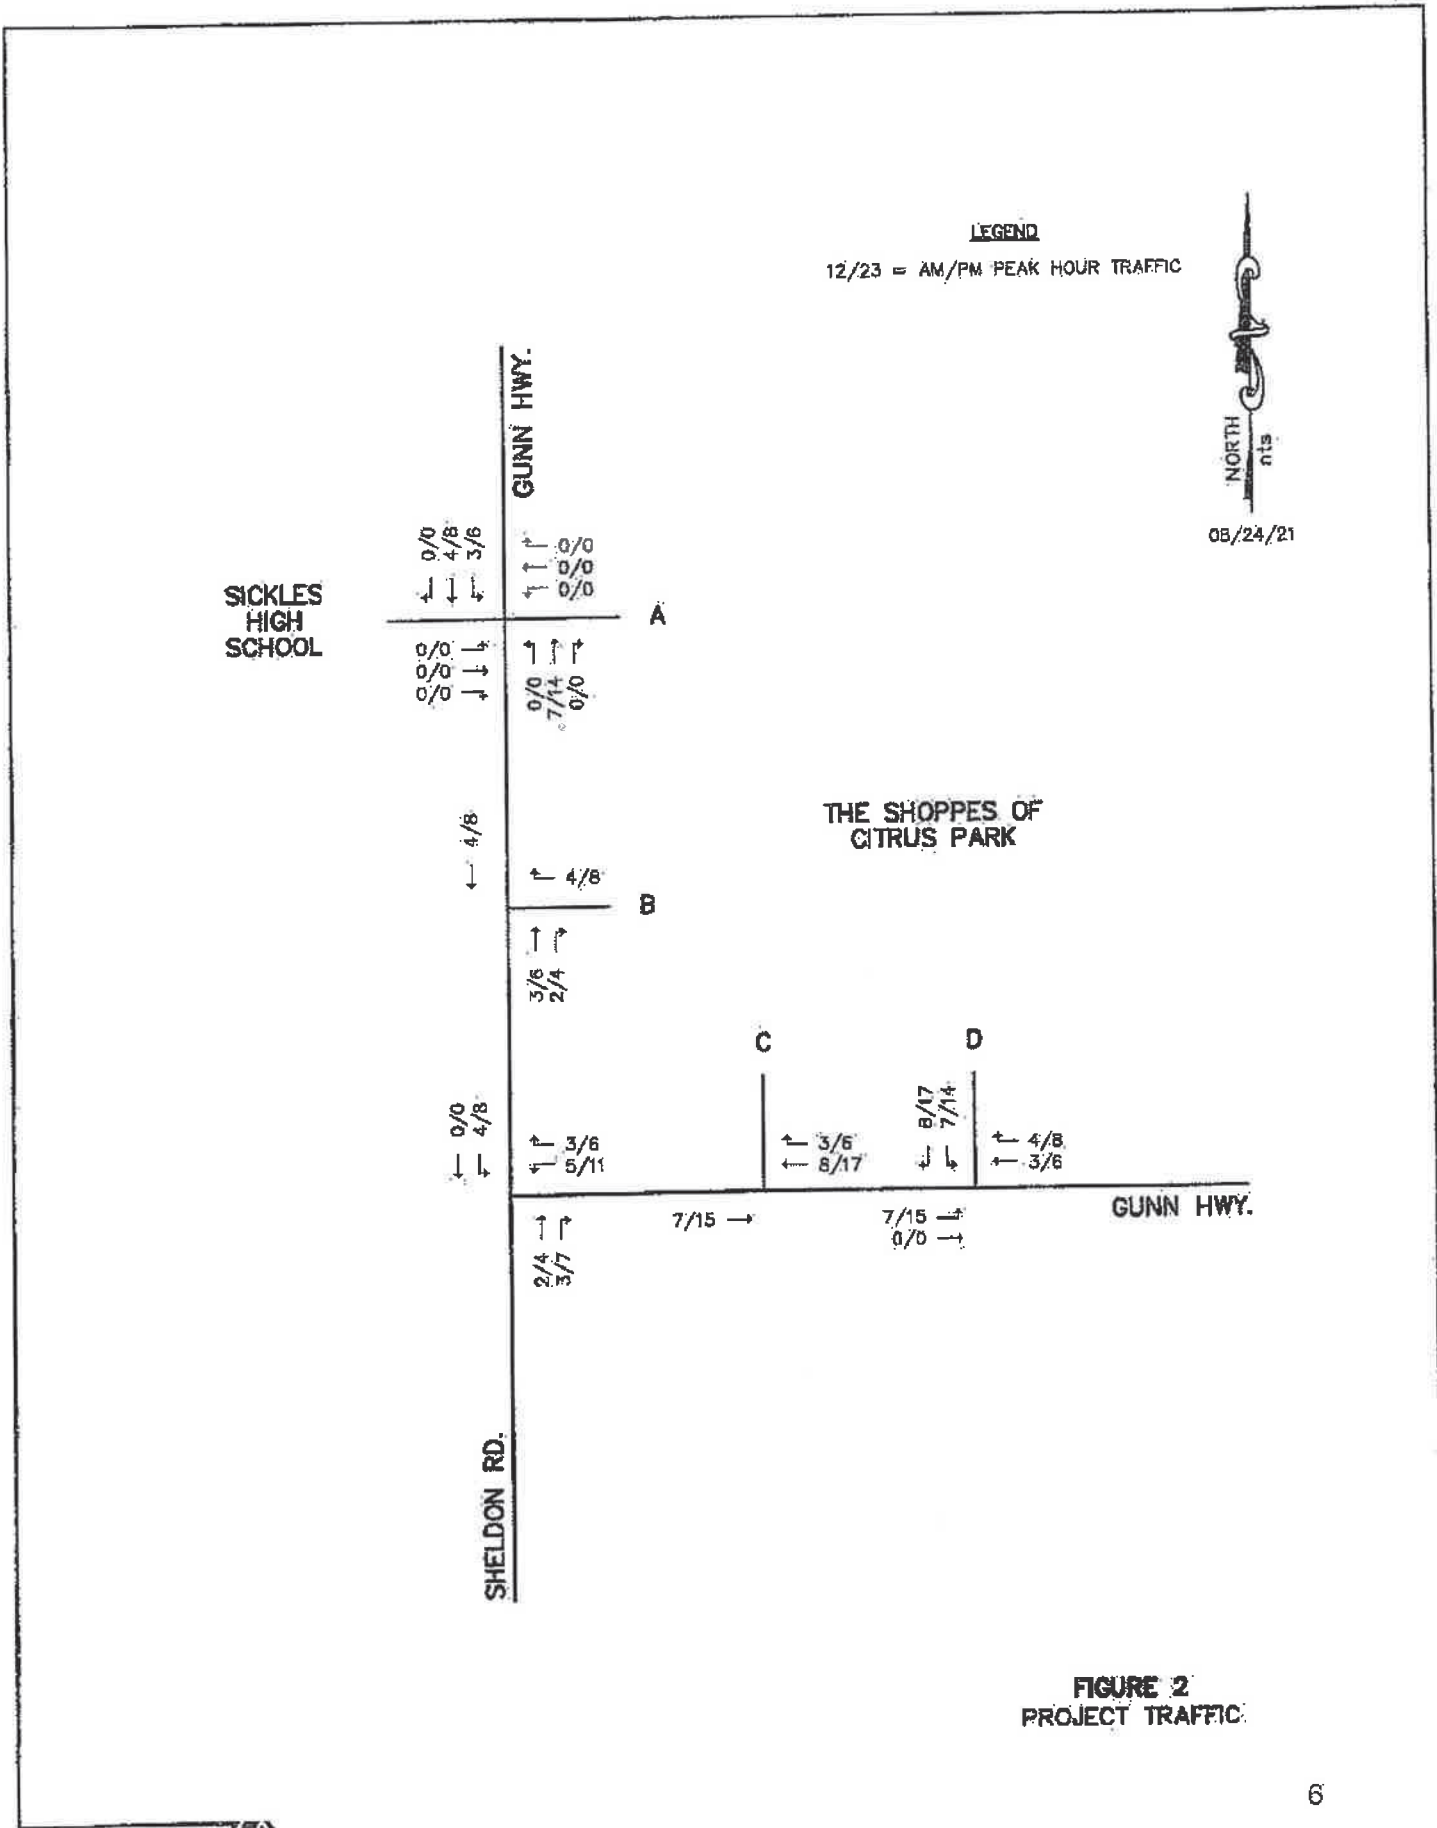 LEGEND
12/23 = AM/PM PEAK HOUR TRAFFIC
NORTH
nts
08/24/21
GUNN HWY.
0/0
4/8
3/6
0/0
0/0
0/0
SICKLES
HIGH
SCHOOL
A
0/0
0/0
0/0
0/0
7/14
0/0
THE SHOPPES OF
CITRUS PARK
4/8
4/8
B
3/6
2/4
C
D
0/0
4/8
3/6
5/11
3/6
8/17
8/17
7/14
4/8
3/6
GUNN HWY.
7/15
7/15
0/0
2/4
3/7
SHELDON RD.
FIGURE 2
PROJECT TRAFFIC
6